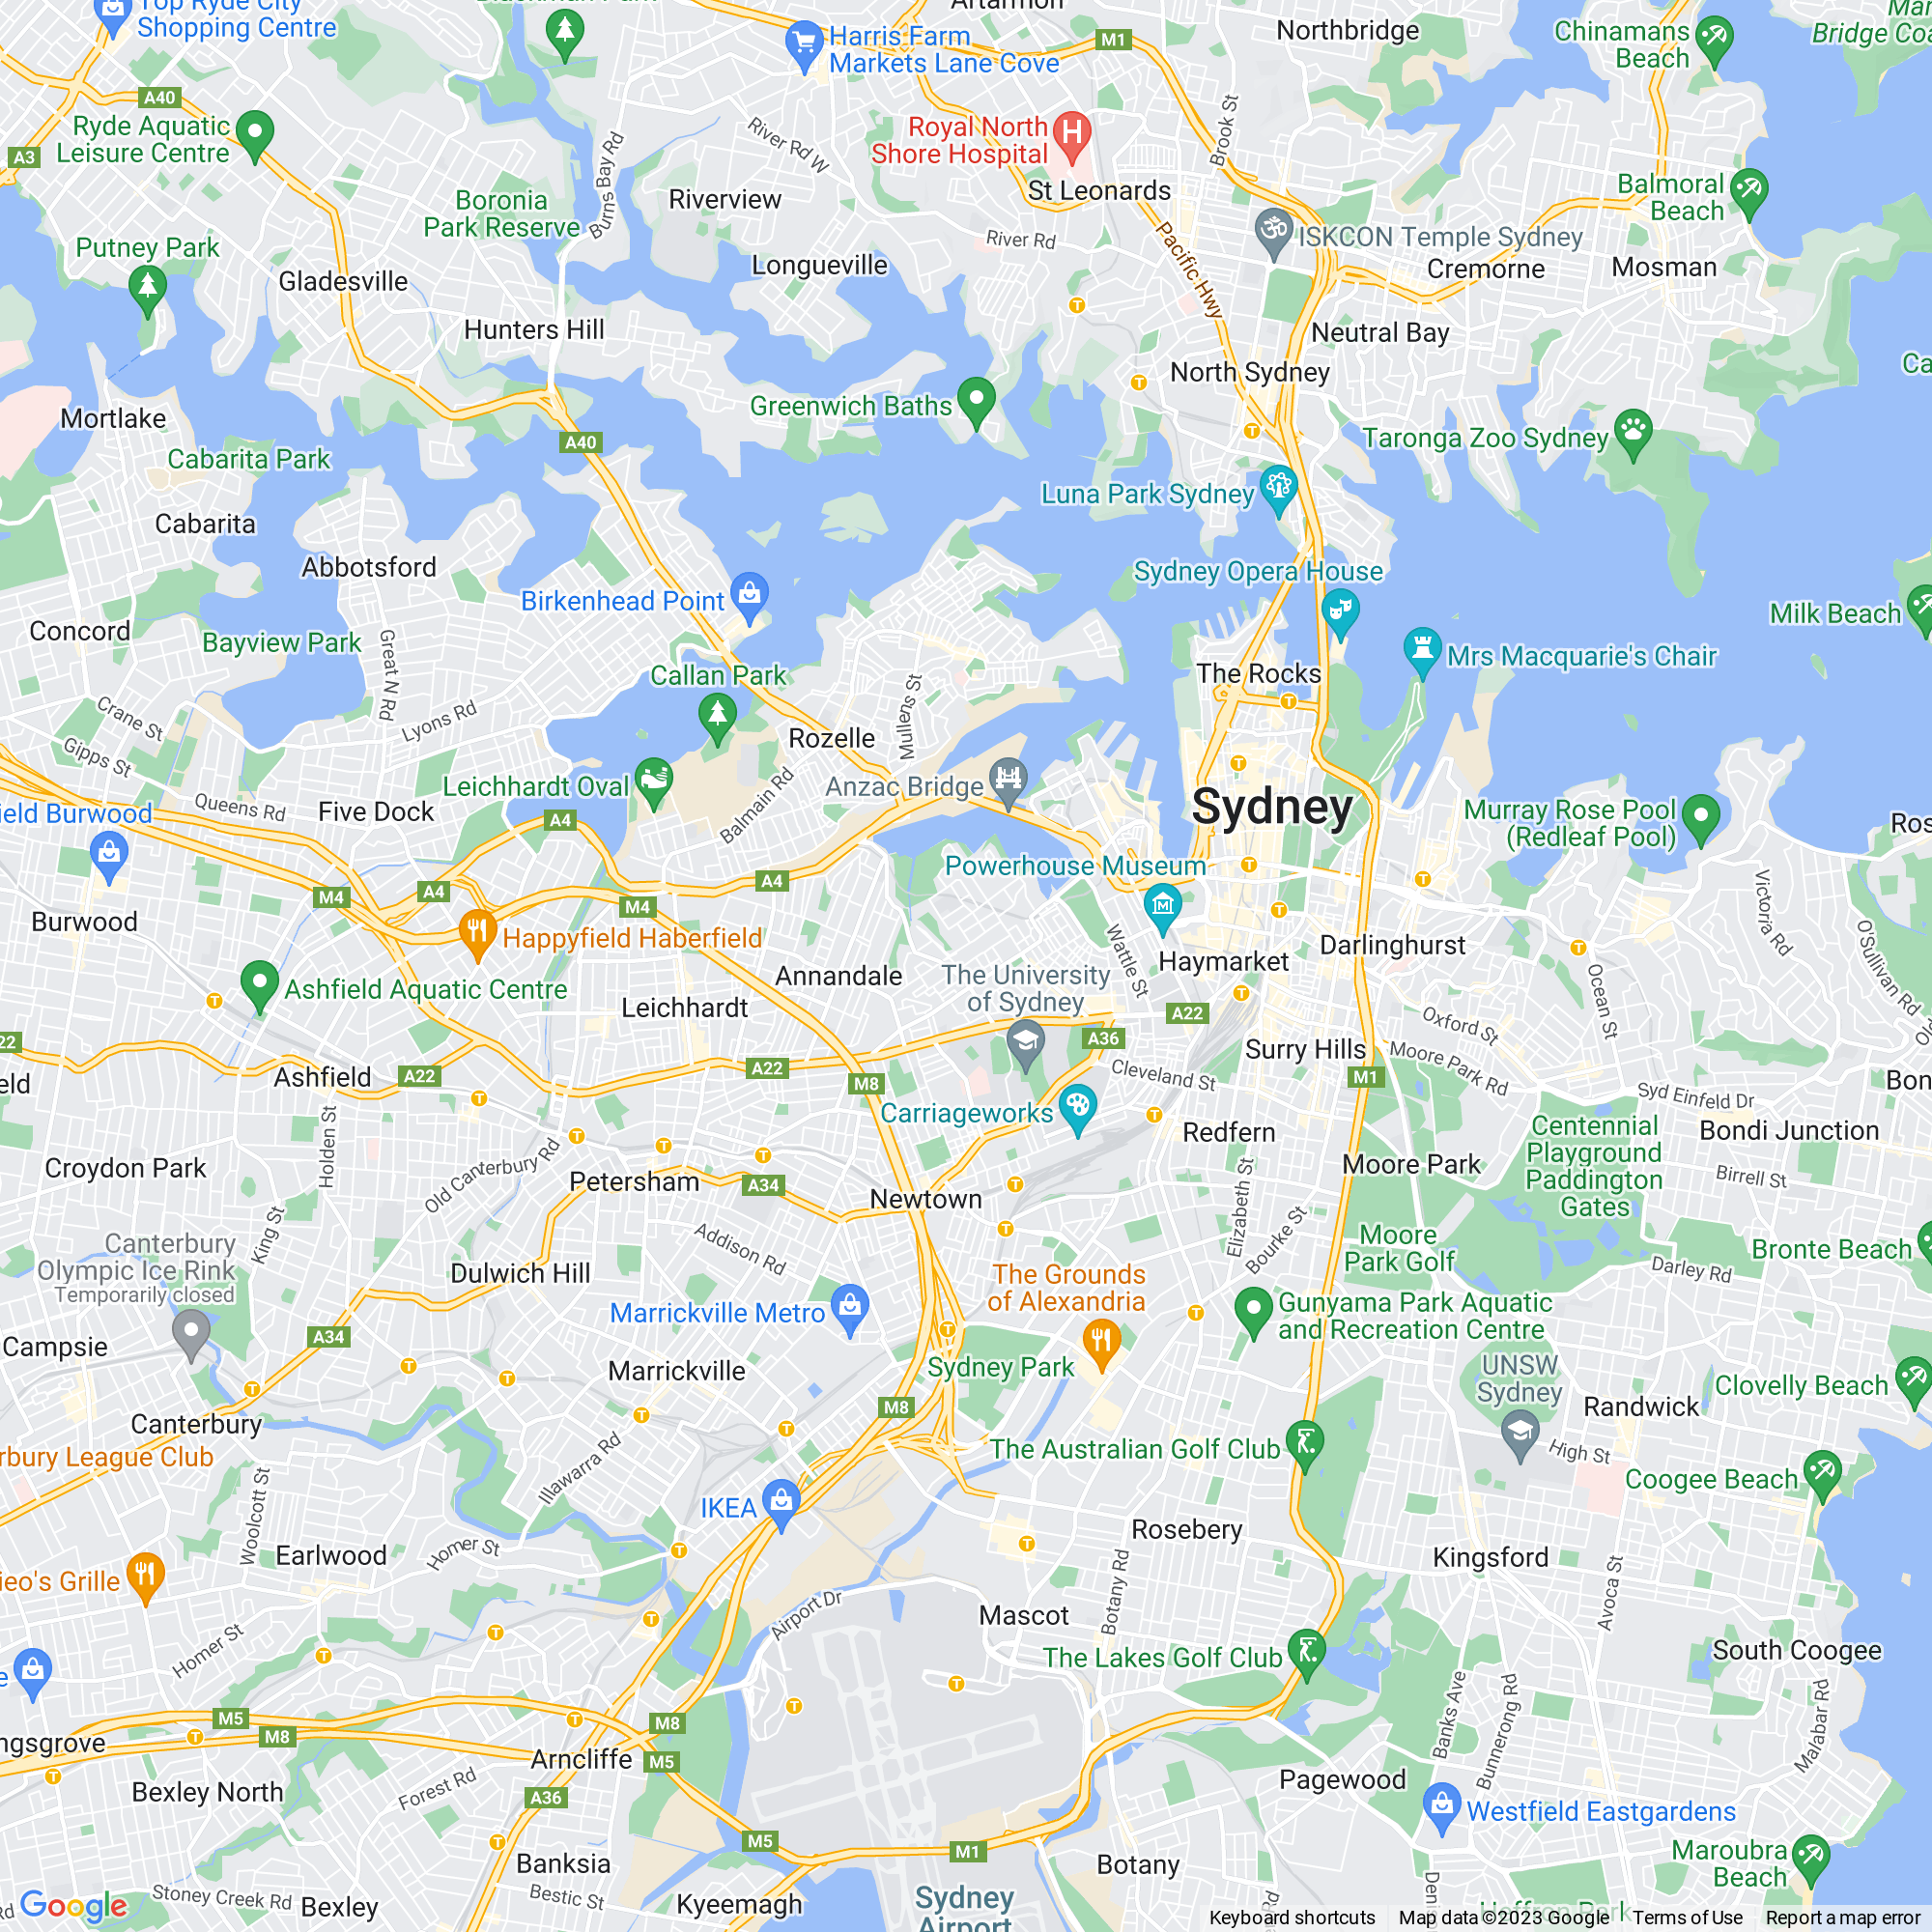 Top Ryde City
Shopping Centre
Harris Farm
Markets Lane Cove
M1
Northbridge
Chinamans
Beach
Bridge
A40
Ryde Aquatic
Leisure Centre
A3
Royal North
Shore Hospital
St Leonards
Brook St
River Rd W
Burns Bay Rd
Riverview
Boronia
Park Reserve
Balmoral
Beach
Putney Park
Gladesville
Longueville
River Rd
Pacific Hwy
ISKCON Temple Sydney
Cremorne
Mosman
Hunters Hill
Neutral Bay
North Sydney
Mortlake
Greenwich Baths
A40
Cabarita Park
Taronga Zoo Sydney
Luna Park Sydney
Cabarita
Abbotsford
Sydney Opera House
Birkenhead Point
Milk Beach
Concord
Bayview Park
Great N Rd
Mrs Macquarie's Chair
Callan Park
The Rocks
Crane St
Lyons Rd
Mullens St
Gipps St
Rozelle
Leichhardt Oval
Balmain Rd
Anzac Bridge
Sydney
Queens Rd
Five Dock
A4
Murray Rose Pool
(Redleaf Pool)
Ros
ield Burwood
Powerhouse Museum
A4
A4
M4
M4
Burwood
Happyfield Haberfield
Victoria Rd
O'Sullivan Rd
Wattle St
Darlinghurst
Haymarket
Annandale
The University
of Sydney
Ashfield Aquatic Centre
Leichhardt
Ocean St
A22
Oxford St
22
A36
Surry Hills
Moore Park Rd
A22
A22
M8
Cleveland St
M1
eld
Ashfield
Bon
Syd Einfeld Dr
Carriageworks
Holden St
Redfern
Centennial
Playground
Paddington
Gates
Bondi Junction
Croydon Park
Old Canterbury Rd
Petersham
A34
Moore Park
Birrell St
Newtown
Elizabeth St
Bourke St
King St
Addison Rd
Canterbury
Olympic Ice Rink
Temporarily closed
Moore
Park Golf
Bronte Beach
Darley Rd
Dulwich Hill
The Grounds
of Alexandria
Marrickville Metro
Gunyama Park Aquatic
and Recreation Centre
Campsie
A34
Marrickville
Sydney Park
UNSW
Sydney
Clovelly Beach
M8
Randwick
Canterbury
rbury League Club
Illawarra Rd
The Australian Golf Club
High St
Coogee Beach
Woolcott St
IKEA
Rosebery
Earlwood
Homer St
Kingsford
ieo's Grille
Botany Rd
Avoca St
Airport Dr
Mascot
Homer St
The Lakes Golf Club
South Coogee
e
Banks Ave
Bunnerong Rd
Malabar Rd
M5
M8
M8
ngsgrove
Arncliffe
M5
Bexley North
Forest Rd
A36
Pagewood
Westfield Eastgardens
M5
M1
Banksia
Botany
Maroubra
Beach
Stoney Creek Rd
Bexley
Bestic St
Kyeemagh
Sydney
Airport
Heffron Park
Google
Keyboard shortcuts
Map data ©2023 Google
Terms of Use
Report a map error